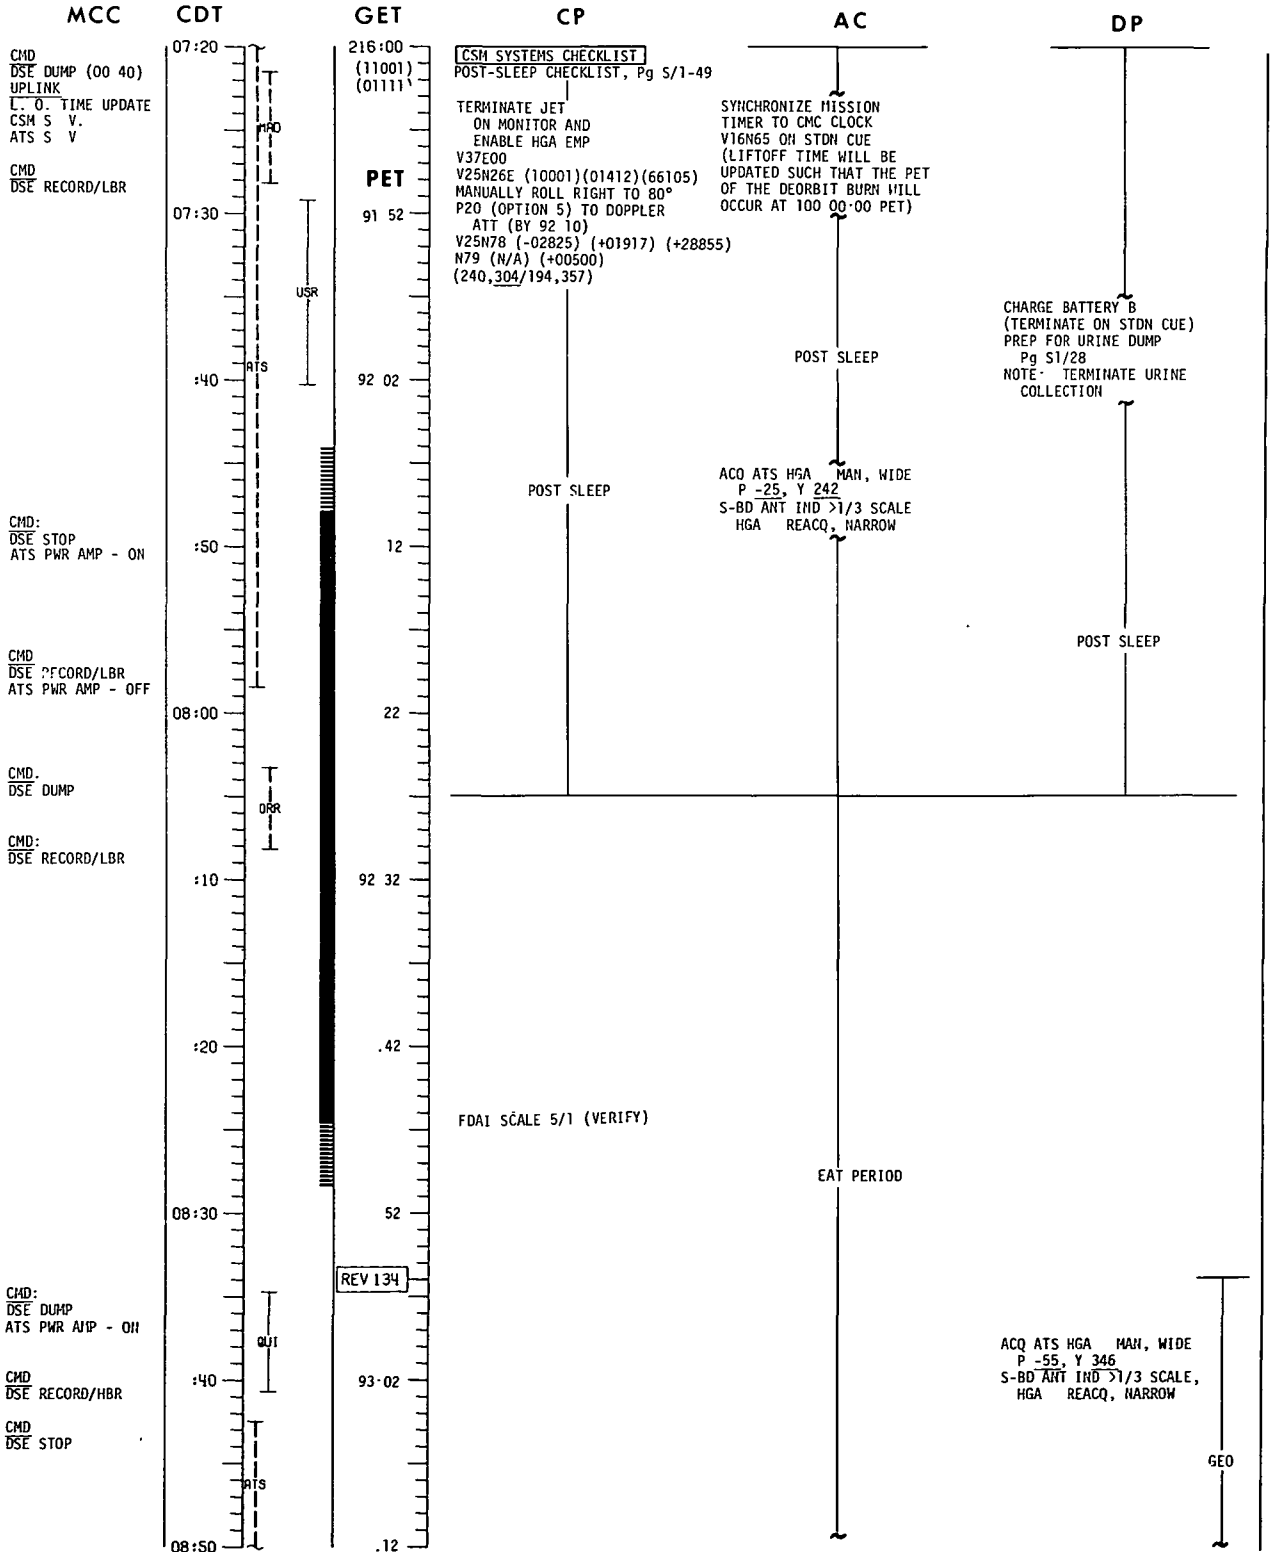 MCC CDT GET CP AC DP
CMD
DSE DUMP (00 40)
UPLINK
L. O. TIME UPDATE
CSM S V.
ATS S V
CMD
DSE RECORD/LBR
CMD:
DSE STOP
ATS PWR AMP - ON
CMD
DSE RECORD/LBR
ATS PWR AMP - OFF
CMD.
DSE DUMP
CMD:
DSE RECORD/LBR
CMD:
DSE DUMP
ATS PWR AMP - ON
CMD
DSE RECORD/HBR
CMD
DSE STOP
07:20
07:30
:40
:50
08:00
:10
:20
08:30
:40
08:50
MAD
USR
ATS
ORR
QUI
ATS
216:00
(11001)
(01111)
PET
91 52
92 02
12
22
92 32
.42
52
REV 134
93·02
.12
CSM SYSTEMS CHECKLIST
POST-SLEEP CHECKLIST, Pg S/1-49
TERMINATE JET
ON MONITOR AND
ENABLE HGA EMP
V37E00
V25N26E (10001)(01412)(66105)
MANUALLY ROLL RIGHT TO 80°
P20 (OPTION 5) TO DOPPLER
ATT (BY 92 10)
V25N78 (-02825) (+01917) (+28855)
N79 (N/A) (+00500)
(240,304/194,357)
POST SLEEP
FDAI SCALE 5/1 (VERIFY)
SYNCHRONIZE MISSION
TIMER TO CMC CLOCK
V16N65 ON STDN CUE
(LIFTOFF TIME WILL BE
UPDATED SUCH THAT THE PET
OF THE DEORBIT BURN WILL
OCCUR AT 100 00·00 PET)
POST SLEEP
ACQ ATS HGA MAN, WIDE
P -25, Y 242
S-BD ANT IND >1/3 SCALE
HGA REACQ, NARROW
EAT PERIOD
CHARGE BATTERY B
(TERMINATE ON STDN CUE)
PREP FOR URINE DUMP
Pg S1/28
NOTE· TERMINATE URINE
COLLECTION
POST SLEEP
ACQ ATS HGA MAN, WIDE
P -55, Y 346
S-BD ANT IND >1/3 SCALE,
HGA REACQ, NARROW
GEO